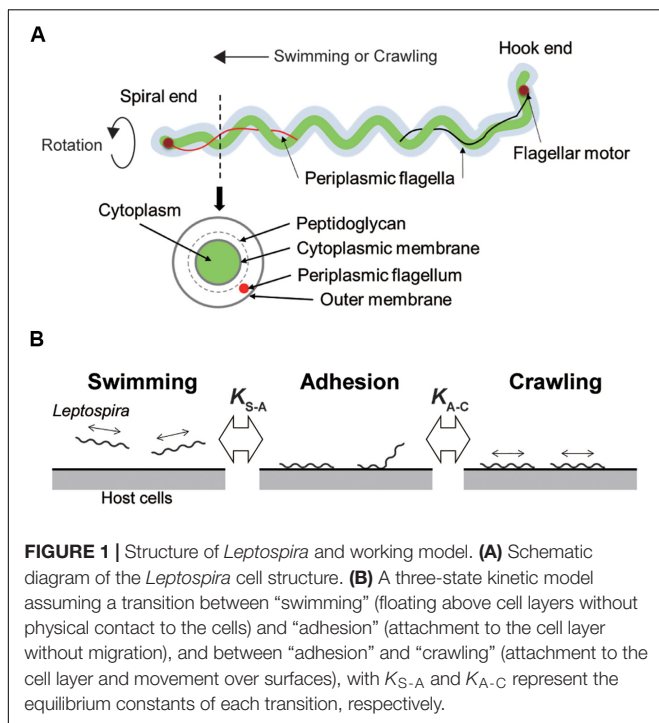 A
Swimming or Crawling
Hook end
Spiral end
Rotation
Flagellar motor
Periplasmic flagella
Cytoplasm
Peptidoglycan
Cytoplasmic membrane
Periplasmic flagellum
Outer membrane
B
Swimming
Adhesion
Crawling
K S-A
K A-C
Leptospira
Host cells
FIGURE 1 | Structure of Leptospira and working model. (A) Schematic
diagram of the Leptospira cell structure. (B) A three-state kinetic model
assuming a transition between “swimming” (floating above cell layers without
physical contact to the cells) and “adhesion” (attachment to the cell layer
without migration), and between “adhesion” and “crawling” (attachment to the
cell layer and movement over surfaces), with K S-A and K A-C represent the
equilibrium constants of each transition, respectively.